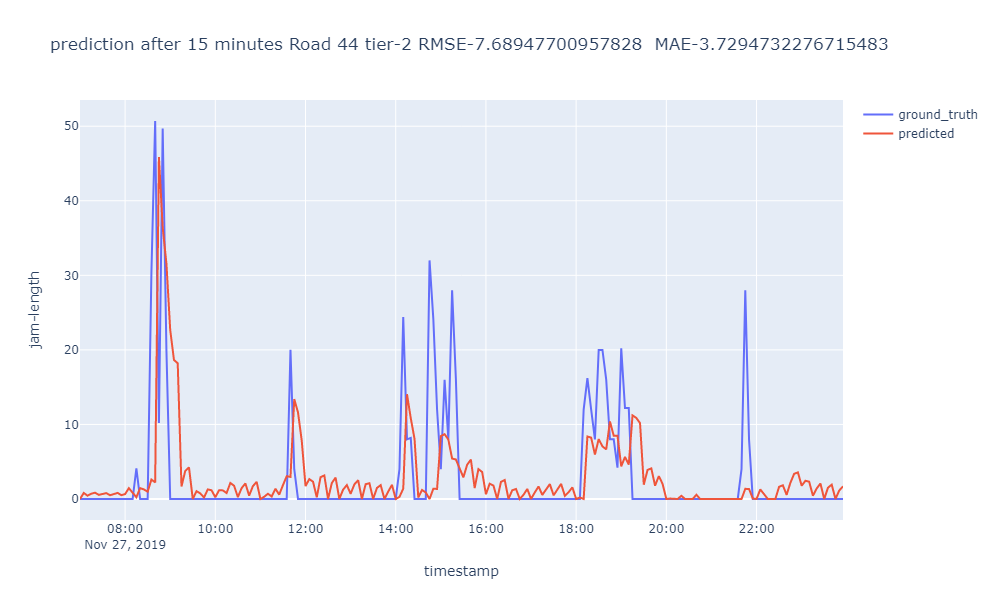 prediction after 15 minutes Road 44 tier-2 RMSE-7.68947700957828  MAE-3.7294732276715483
ground_truth
predicted
50
40
30
20
10
0
jam-length
08:00 10:00 12:00 14:00 16:00 18:00 20:00 22:00
Nov 27, 2019
timestamp